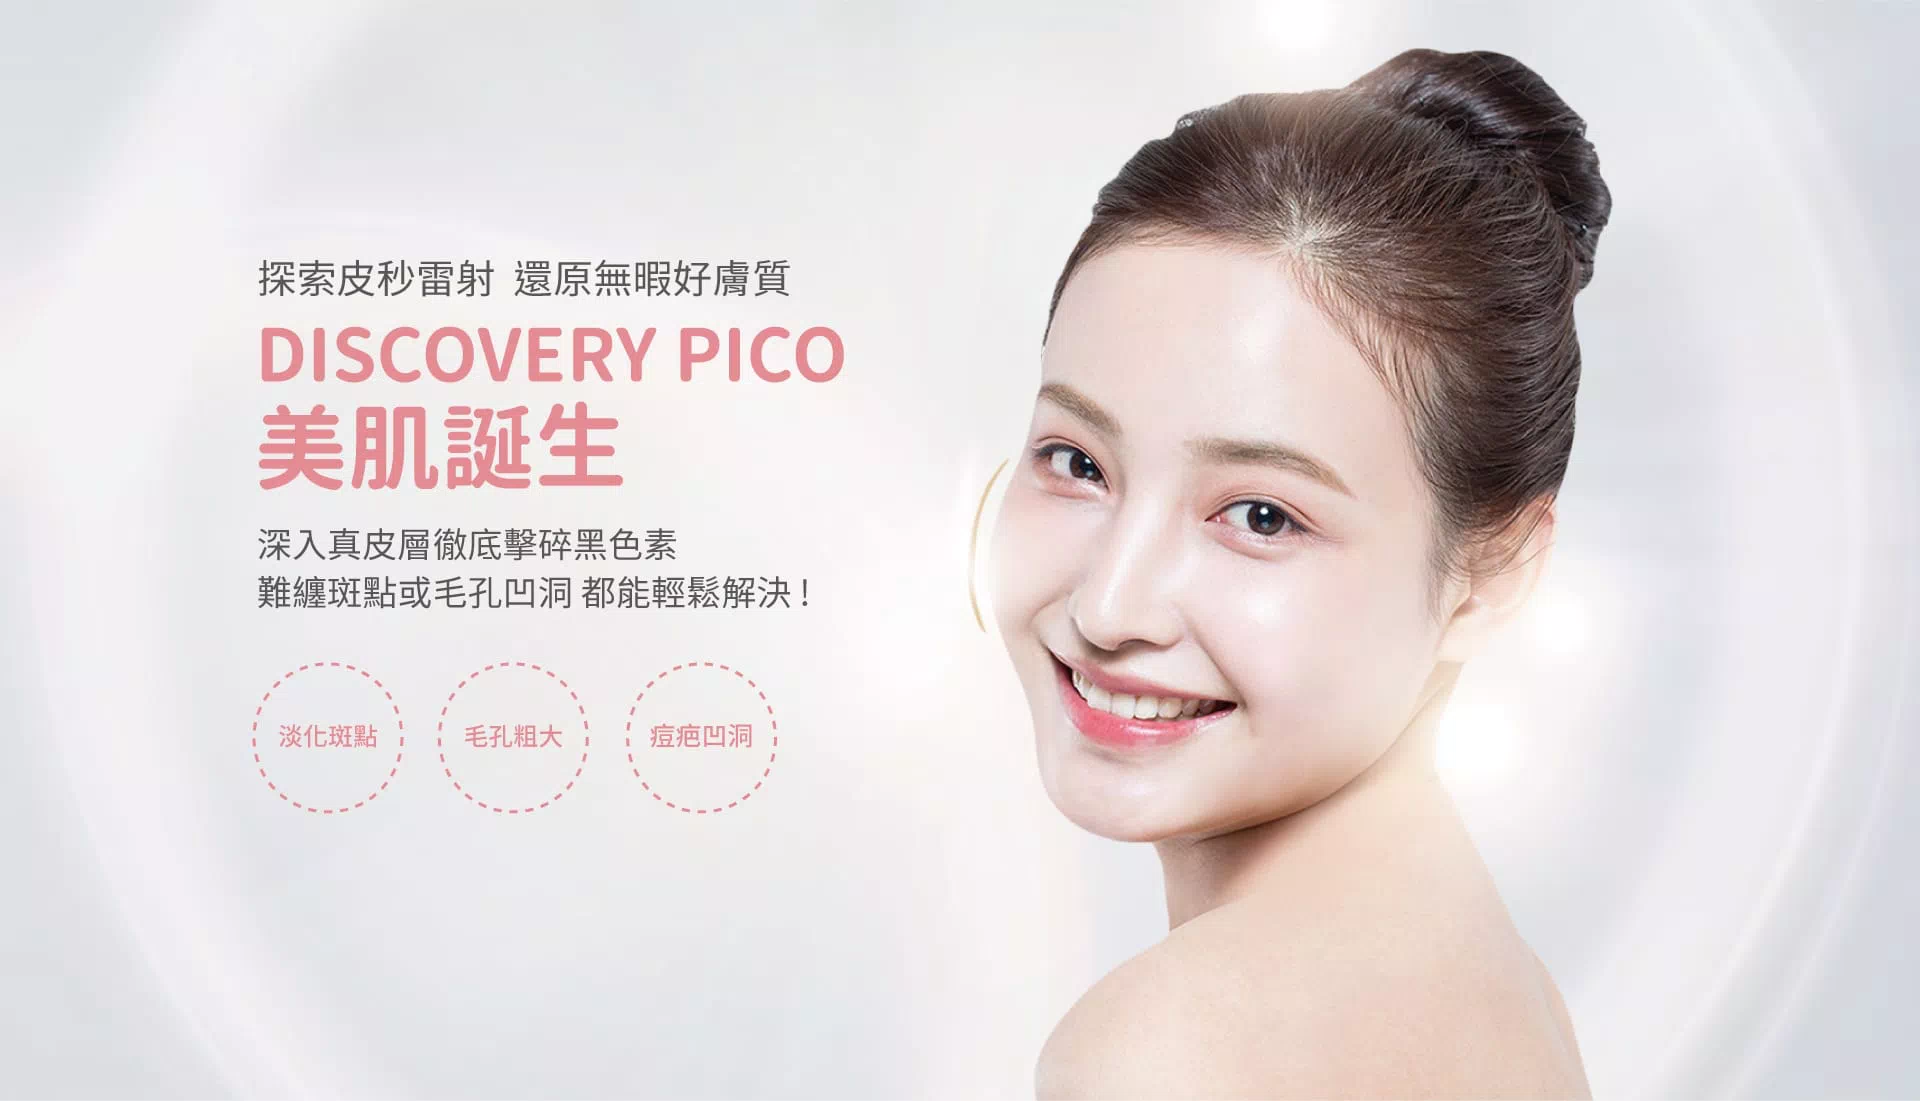 探索皮秒雷射 還原無暇好膚質
DISCOVERY PICO
美肌誕生
深入真皮層徹底擊碎黑色素
難纏斑點或毛孔凹洞 都能輕鬆解決!
淡化斑點
毛孔粗大
痘疤凹洞